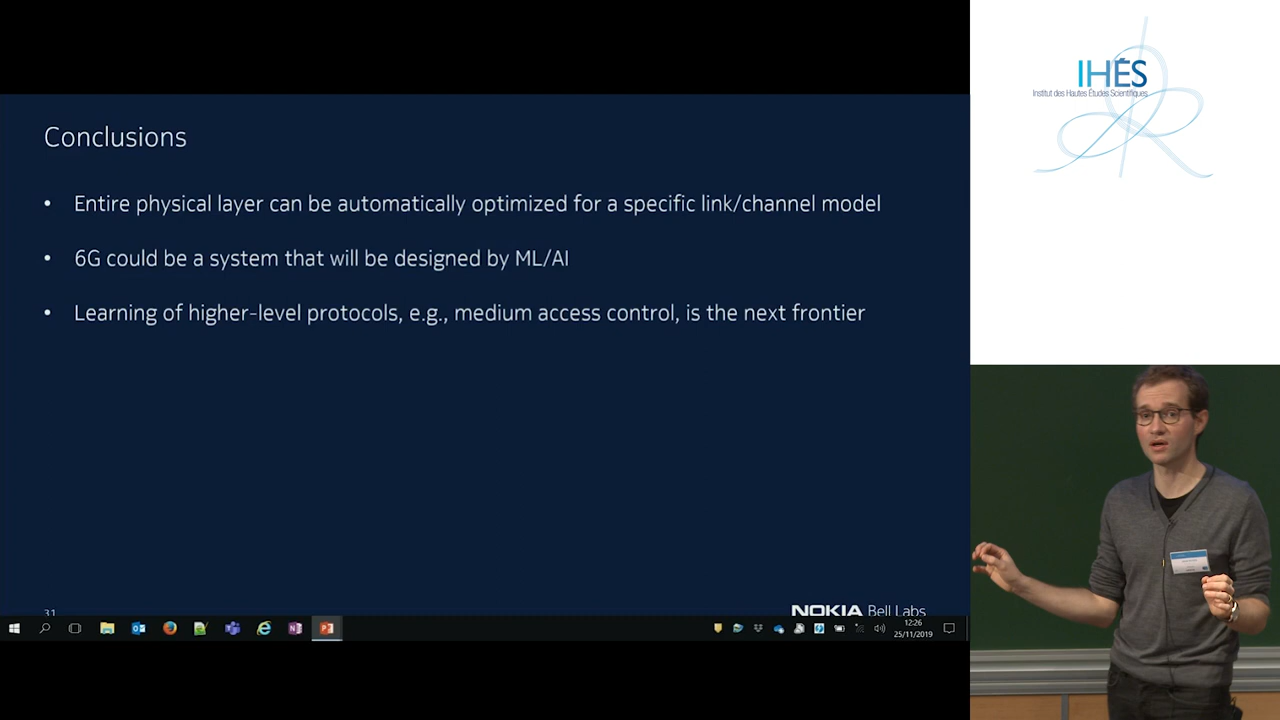 Conclusions
• Entire physical layer can be automatically optimized for a specific link/channel model
• 6G could be a system that will be designed by ML/AI
• Learning of higher-level protocols, e.g., medium access control, is the next frontier
31
NOKIA Bell Labs
12:26
25/11/2019
IHÉS
Institut des Hautes Études Scientifiques